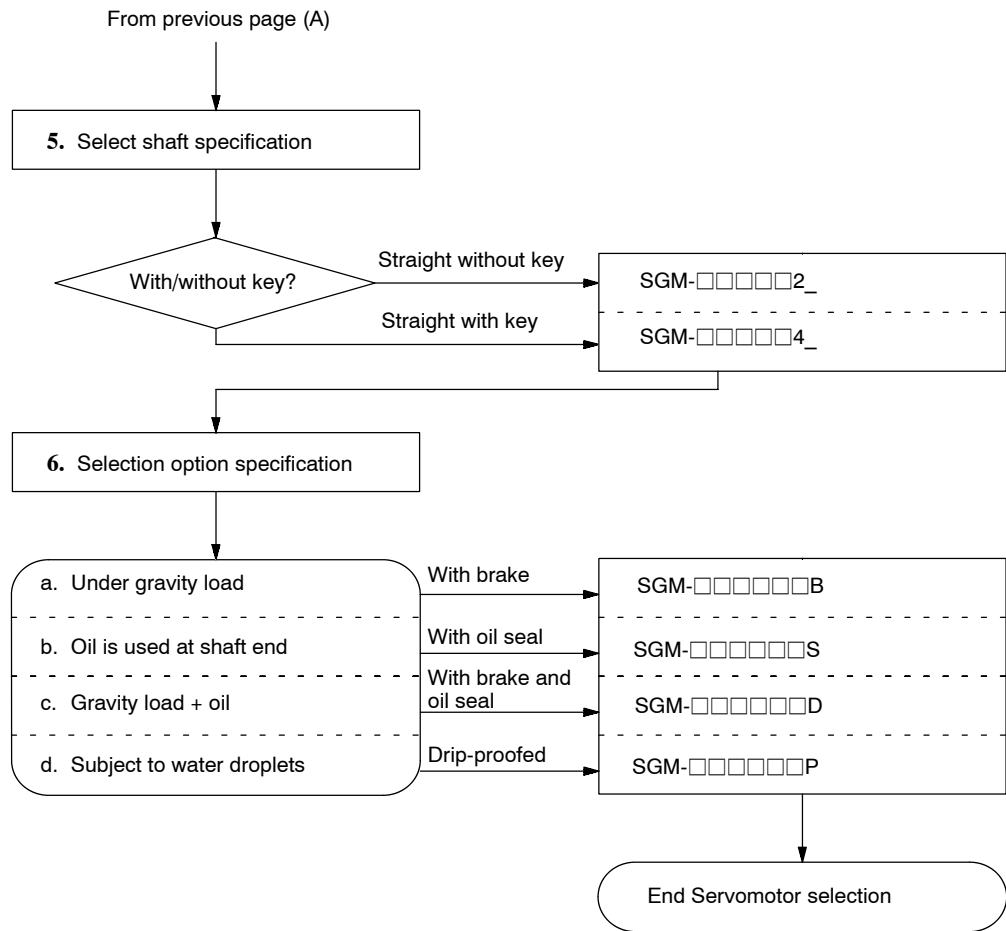 From previous page (A)
5. Select shaft specification
With/without key?
Straight without key
SGM-□□□□□2_
Straight with key
SGM-□□□□□4_
6. Selection option specification
a. Under gravity load
With brake
SGM-□□□□□□B
b. Oil is used at shaft end
With oil seal
SGM-□□□□□□S
c. Gravity load + oil
With brake and
oil seal
SGM-□□□□□□D
d. Subject to water droplets
Drip-proofed
SGM-□□□□□□P
End Servomotor selection